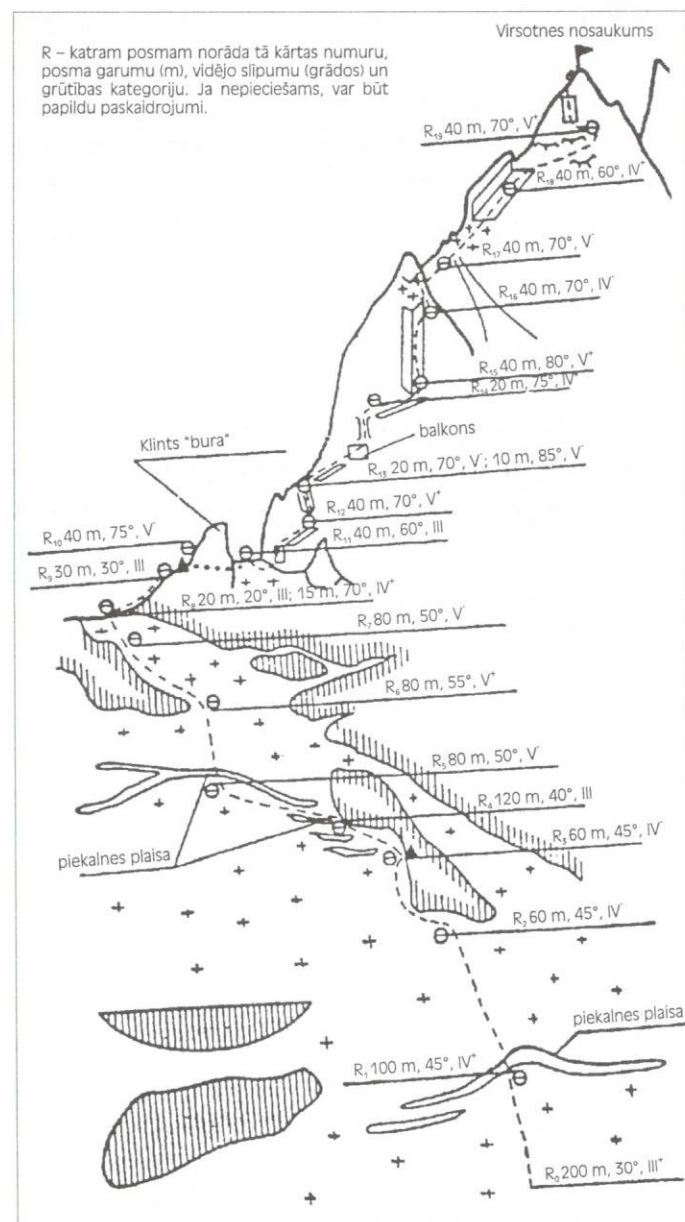 R – katram posmam norāda tā kārtas numuru,
posma garumu (m), vidējo slīpumu (grādos) un
grūtības kategoriju. Ja nepieciešams, var būt
papildu paskaidrojumi.
Virsotnes nosaukums
R₁₉ 40 m, 70°, V⁺
R₁₈ 40 m, 60°, IV⁺
R₁₇ 40 m, 70°, V⁻
R₁₆ 40 m, 70°, IV⁻
R₁₅ 40 m, 80°, V⁺
R₁₄ 20 m, 75°, IV⁺
balkons
Klints "bura"
R₁₃ 20 m, 70°, V⁻; 10 m, 85°, V⁻
R₁₂ 40 m, 70°, V⁺
R₁₁ 40 m, 60°, III
R₁₀ 40 m, 75°, V⁻
R₉ 30 m, 30°, III
R₈ 20 m, 20°, III; 15 m, 70°, IV⁺
R₇ 80 m, 50°, V⁻
R₆ 80 m, 55°, V⁺
R₅ 80 m, 50°, V⁻
R₄ 120 m, 40°, III
R₃ 60 m, 45°, IV⁻
piekalnes plaisa
R₂ 60 m, 45°, IV⁻
piekalnes plaisa
R₁ 100 m, 45°, IV⁺
R₀ 200 m, 30°, III⁺